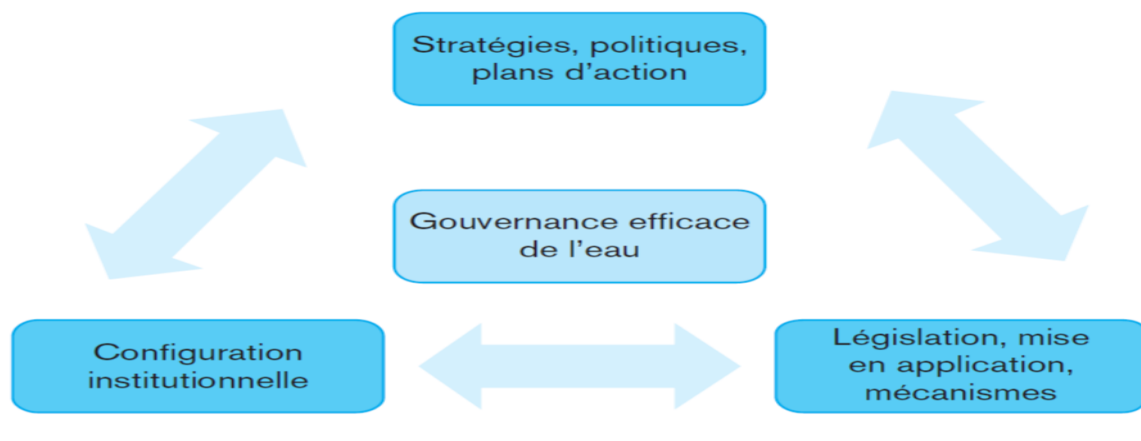 Stratégies, politiques,
plans d'action
Gouvernance efficace
de l'eau
Configuration
institutionnelle
Législation, mise
en application,
mécanismes